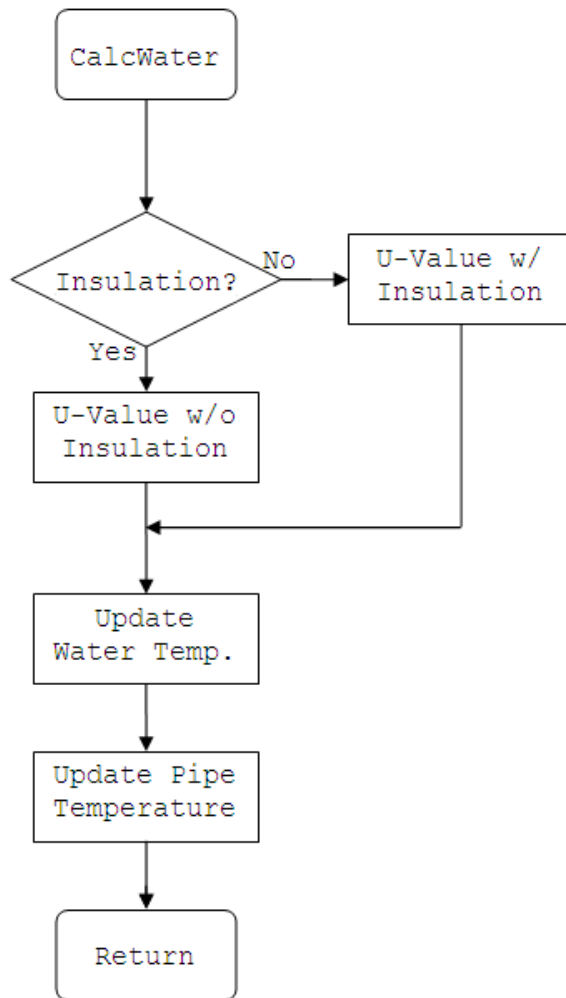 CalcWater
Insulation?
No
U-Value w/
Insulation
Yes
U-Value w/o
Insulation
Update
Water Temp.
Update Pipe
Temperature
Return